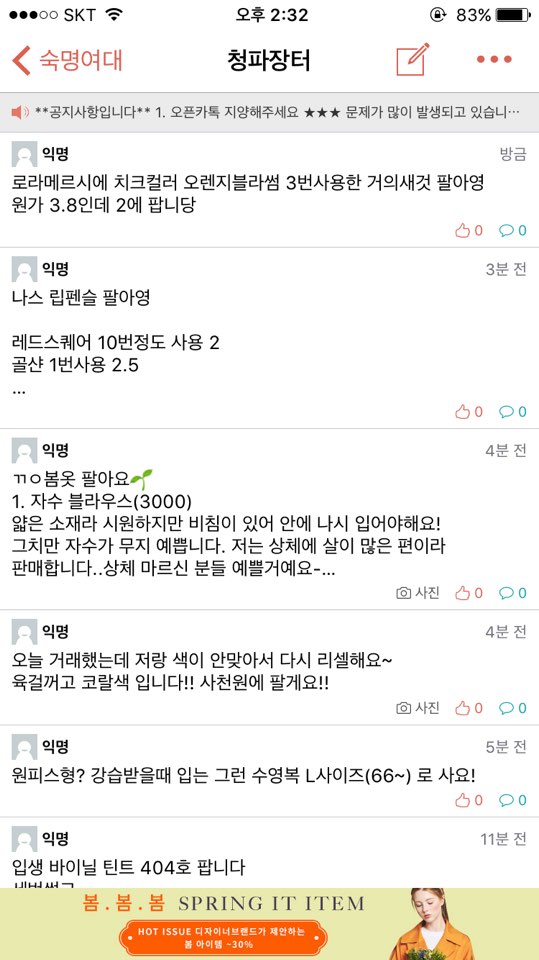 SKT 오후 2:32 83%
숙명여대 청파장터
**공지사항입니다** 1. 오픈카톡 지양해주세요 ★★★ 문제가 많이 발생되고 있습니…
익명 방금
로라메르시에 치크컬러 오렌지블라썸 3번사용한 거의새것 팔아영
원가 3.8인데 2에 팝니당
0 0
익명 3분 전
나스 립펜슬 팔아영
레드스퀘어 10번정도 사용 2
골샨 1번사용 2.5
...
0 0
익명 4분 전
ㄲㅇ봄옷 팔아요🌱
1. 자수 블라우스(3000)
얇은 소재라 시원하지만 비침이 있어 안에 나시 입어야해요!
그치만 자수가 무지 예쁩니다. 저는 상체에 살이 많은 편이라
판매합니다..상체 마르신 분들 예쁠거예요-...
사진 0 0
익명 4분 전
오늘 거래했는데 저랑 색이 안맞아서 다시 리셀해요~
육걸꺼고 코랄색 입니다!! 사천원에 팔게요!!
사진 0 0
익명 5분 전
원피스형? 강습받을때 입는 그런 수영복 L사이즈(66~) 로 사요!
0 0
익명 11분 전
입생 바이닐 틴트 404호 팝니다
봄.봄.봄 SPRING IT ITEM
HOT ISSUE 디자이너브랜드가 제안하는
봄 아이템 ~30%